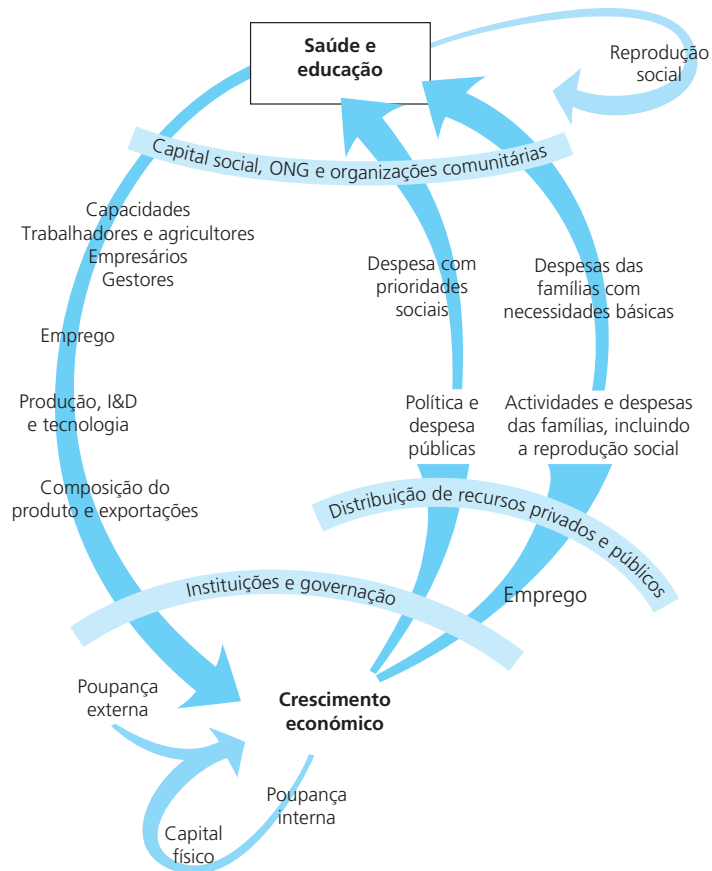 Saúde e
educação
Reprodução
social
Capital social, ONG e organizações comunitárias
Capacidades
Trabalhadores e agricultores
Empresários
Gestores
Despesa com
prioridades
sociais
Despesas das
famílias com
necessidades básicas
Emprego
Produção, I&D
e tecnologia
Política e
despesa
públicas
Actividades e despesas
das famílias, incluindo
a reprodução social
Composição do
produto e exportações
Distribuição de recursos privados e públicos
Instituições e governação
Emprego
Poupança
externa
Crescimento
económico
Poupança
interna
Capital
físico